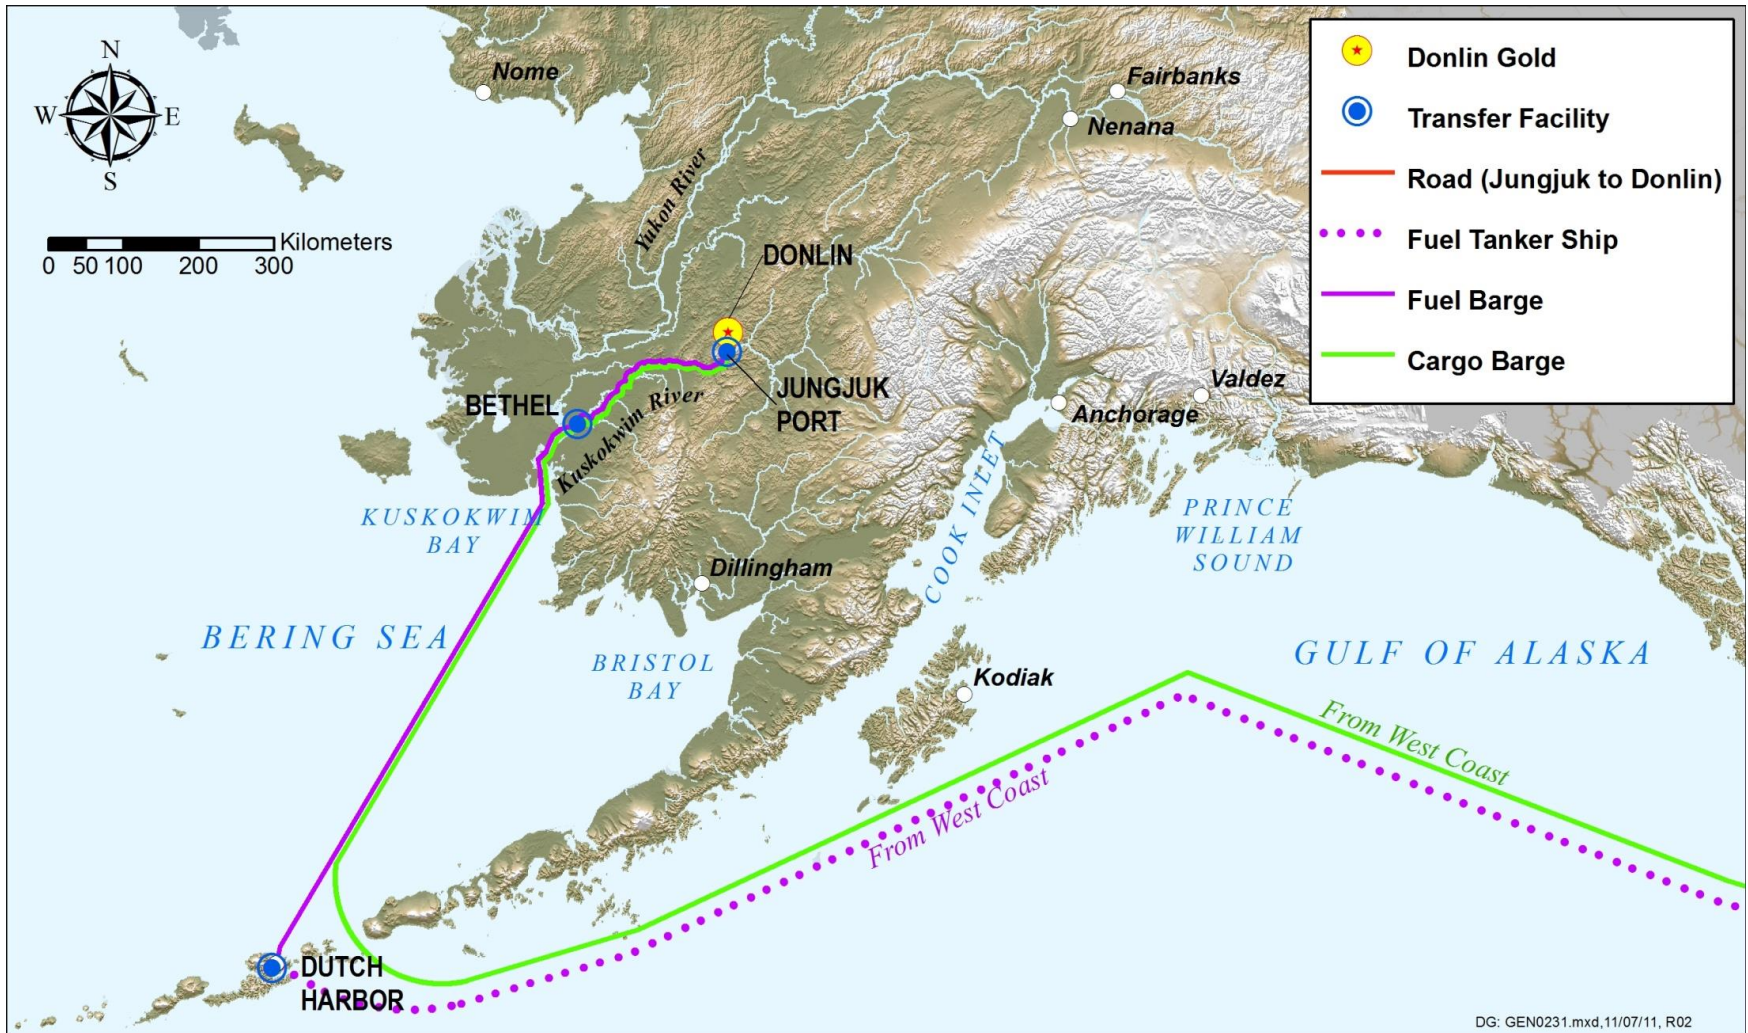 N
W
E
S
0 50 100 200 300
Kilometers
Nome
Fairbanks
Nenana
Yukon River
DONLIN
JUNGJUK
PORT
BETHEL
Kuskokwim River
Valdez
Anchorage
KUSKOKWIM
BAY
COOK INLET
PRINCE
WILLIAM
SOUND
Dillingham
BERING SEA
BRISTOL
BAY
GULF OF ALASKA
Kodiak
From West Coast
From West Coast
DUTCH
HARBOR
Donlin Gold
Transfer Facility
Road (Jungjuk to Donlin)
Fuel Tanker Ship
Fuel Barge
Cargo Barge
DG: GEN0231.mxd,11/07/11, R02